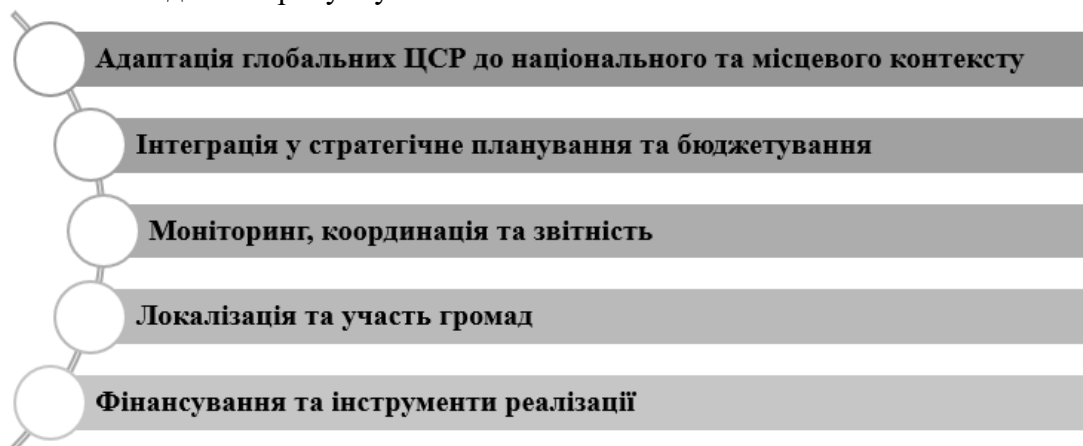 Адаптація глобальних ЦСР до національного та місцевого контексту
Інтеграція у стратегічне планування та бюджетування
Моніторинг, координація та звітність
Локалізація та участь громад
Фінансування та інструменти реалізації